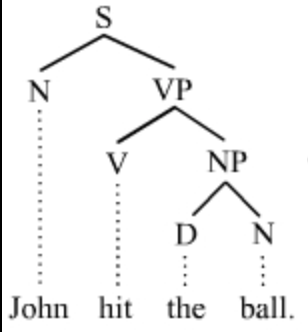 S
N VP
V NP
D N
John hit the ball.